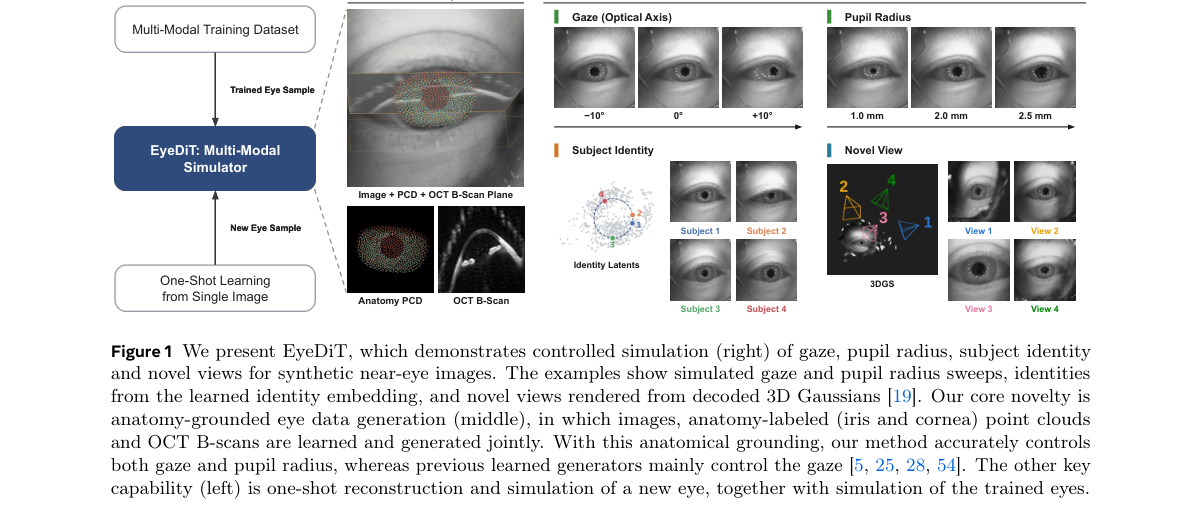 Multi-Modal Training Dataset
Trained Eye Sample
EyeDiT: Multi-Modal
Simulator
New Eye Sample
One-Shot Learning
from Single Image
Image + PCD + OCT B-Scan Plane
Anatomy PCD
OCT B-Scan
Gaze (Optical Axis)
−10°
0°
+10°
Pupil Radius
1.0 mm
2.0 mm
2.5 mm
Subject Identity
4
2
1
3
Identity Latents
Subject 1
Subject 2
Subject 3
Subject 4
Novel View
2
4
3
1
3DGS
View 1
View 2
View 3
View 4
Figure 1 We present EyeDiT, which demonstrates controlled simulation (right) of gaze, pupil radius, subject identity
and novel views for synthetic near-eye images. The examples show simulated gaze and pupil radius sweeps, identities
from the learned identity embedding, and novel views rendered from decoded 3D Gaussians [19]. Our core novelty is
anatomy-grounded eye data generation (middle), in which images, anatomy-labeled (iris and cornea) point clouds
and OCT B-scans are learned and generated jointly. With this anatomical grounding, our method accurately controls
both gaze and pupil radius, whereas previous learned generators mainly control the gaze [5, 25, 28, 54]. The other key
capability (left) is one-shot reconstruction and simulation of a new eye, together with simulation of the trained eyes.